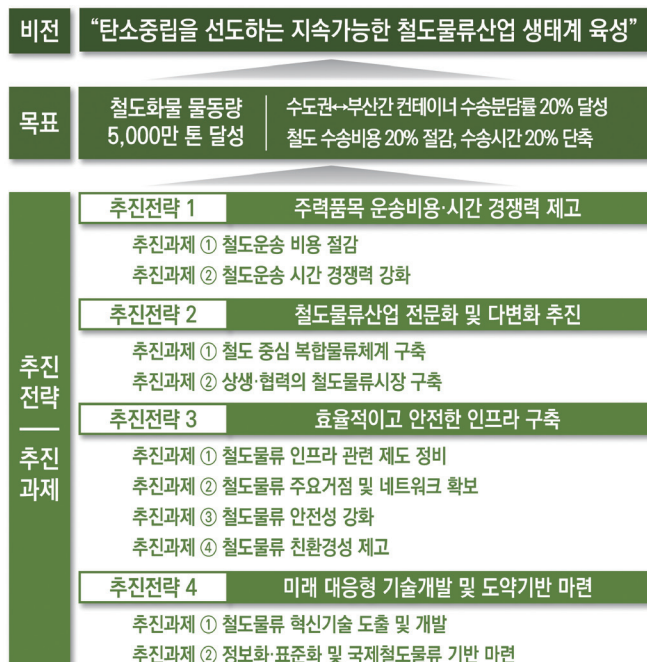 비전
“탄소중립을 선도하는 지속가능한 철도물류산업 생태계 육성”
목표
철도화물 물동량
5,000만 톤 달성
수도권↔부산간 컨테이너 수송분담률 20% 달성
철도 수송비용 20% 절감, 수송시간 20% 단축
추진
전략
추진
과제
추진전략 1
주력품목 운송비용·시간 경쟁력 제고
추진과제 ① 철도운송 비용 절감
추진과제 ② 철도운송 시간 경쟁력 강화
추진전략 2
철도물류산업 전문화 및 다변화 추진
추진과제 ① 철도 중심 복합물류체계 구축
추진과제 ② 상생·협력의 철도물류시장 구축
추진전략 3
효율적이고 안전한 인프라 구축
추진과제 ① 철도물류 인프라 관련 제도 정비
추진과제 ② 철도물류 주요거점 및 네트워크 확보
추진과제 ③ 철도물류 안전성 강화
추진과제 ④ 철도물류 친환경성 제고
추진전략 4
미래 대응형 기술개발 및 도약기반 마련
추진과제 ① 철도물류 혁신기술 도출 및 개발
추진과제 ② 정보화·표준화 및 국제철도물류 기반 마련